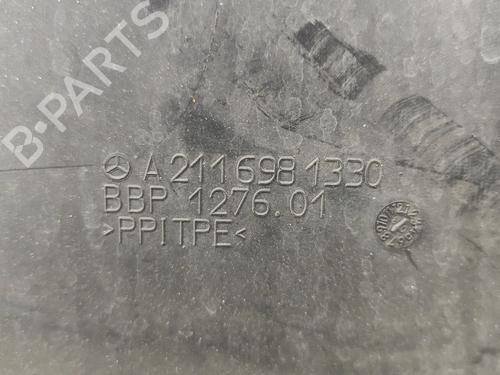 B-PARTS
A 211 698 1330
BBP 1276.01
>PPITPE<